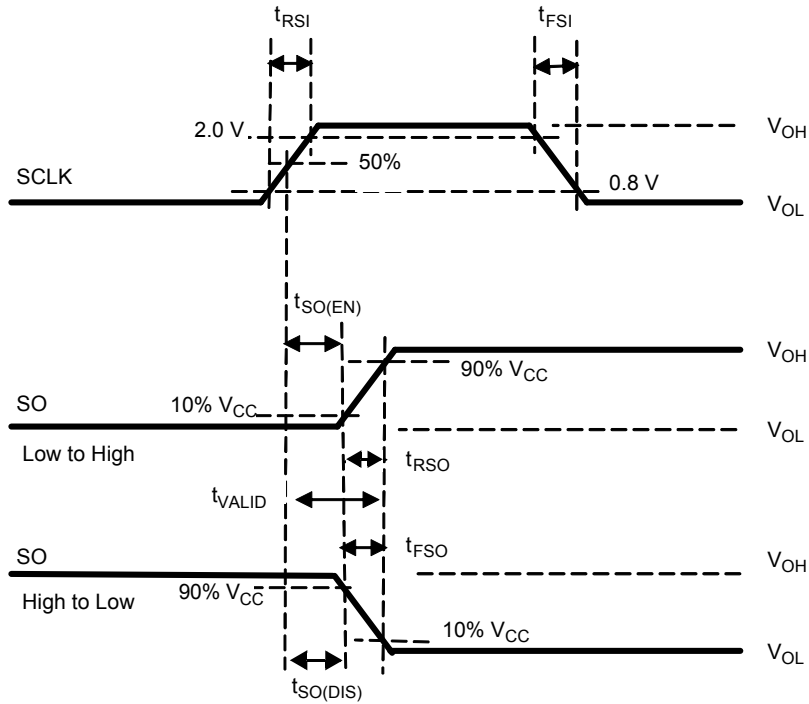 tRSI
tFSI
2.0 V
VOH
50%
SCLK
0.8 V
VOL
tSO(EN)
VOH
90% VCC
SO
10% VCC
VOL
Low to High
tRSO
tVALID
tFSO
SO
VOH
High to Low
90% VCC
10% VCC
VOL
tSO(DIS)